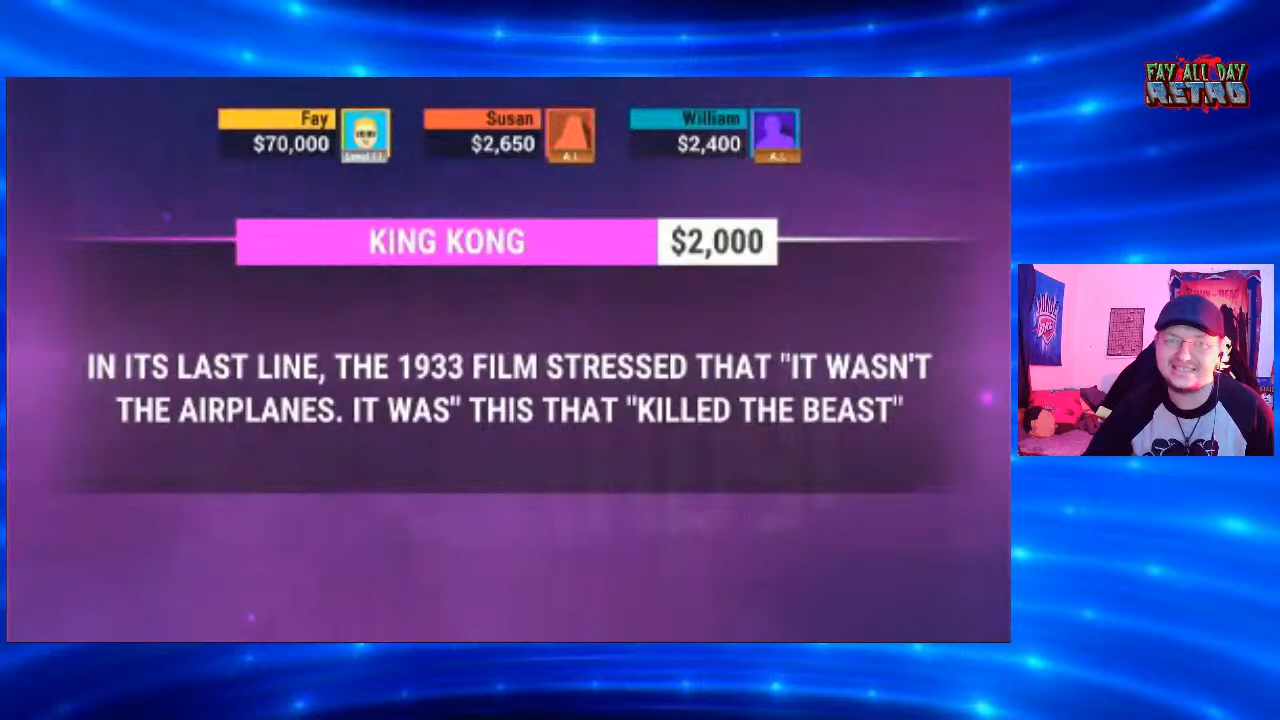 FAY ALL DAY
RETRO
Fay
$70,000
Susan
$2,650
A.I.
William
$2,400
A.I.
KING KONG
$2,000
IN ITS LAST LINE, THE 1933 FILM STRESSED THAT "IT WASN'T
THE AIRPLANES. IT WAS" THIS THAT "KILLED THE BEAST"